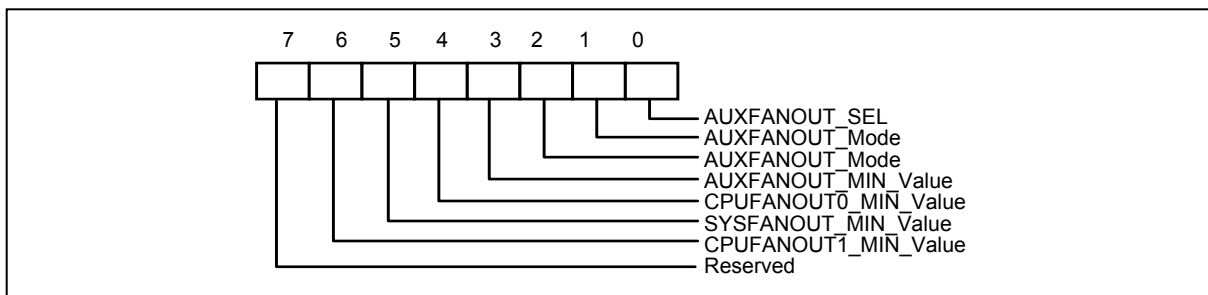 7 6 5 4 3 2 1 0
AUXFANOUT_SEL
AUXFANOUT_Mode
AUXFANOUT_Mode
AUXFANOUT_MIN_Value
CPUFANOUT0_MIN_Value
SYSFANOUT_MIN_Value
CPUFANOUT1_MIN_Value
Reserved